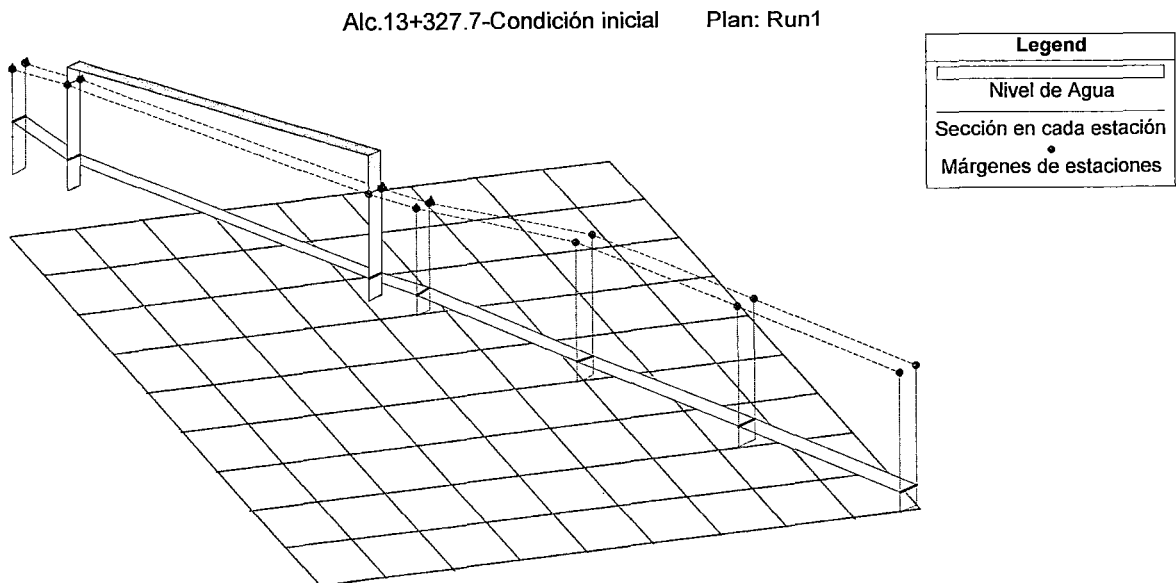 Alc.13+327.7-Condición inicial Plan: Run1
Legend
Nivel de Agua
Sección en cada estación
Márgenes de estaciones